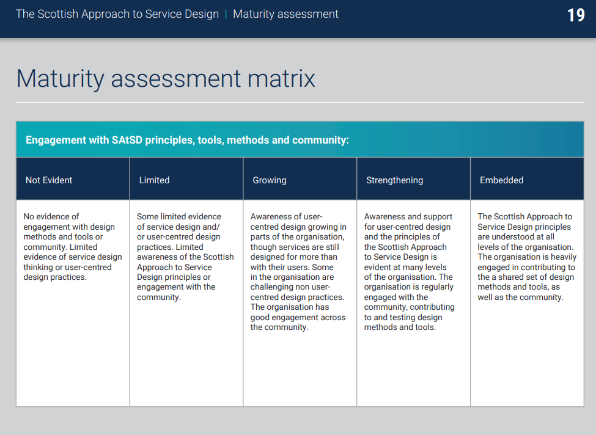 The Scottish Approach to Service Design | Maturity assessment
19
Maturity assessment matrix
Engagement with SAtSD principles, tools, methods and community:
Not Evident
Limited
Growing
Strengthening
Embedded
No evidence of
engagement with design
methods and tools or
community. Limited
evidence of service design
thinking or user-centred
design practices.
Some limited evidence
of service design and/
or user-centred design
practices. Limited
awareness of the Scottish
Approach to Service
Design principles or
engagement with the
community.
Awareness of user-
centred design growing in
parts of the organisation,
though services are still
designed for more than
with their users. Some
in the organisation are
challenging non user-
centred design practices.
The organisation has
good engagement across
the community.
Awareness and support
for user-centred design
and the principles of
the Scottish Approach
to Service Design is
evident at many levels
of the organisation. The
organisation is regularly
engaged with the
community, contributing
to and testing design
methods and tools.
The Scottish Approach to
Service Design principles
are understood at all
levels of the organisation.
The organisation is heavily
engaged in contributing to
the a shared set of design
methods and tools, as
well as the community.